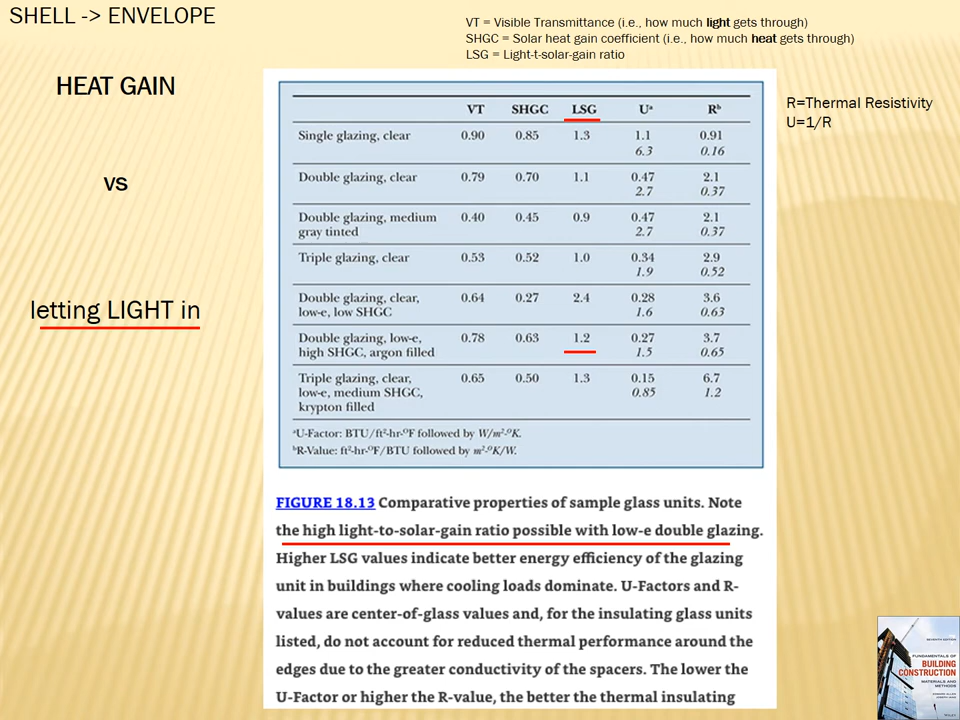 SHELL -> ENVELOPE
VT = Visible Transmittance (i.e., how much light gets through)
SHGC = Solar heat gain coefficient (i.e., how much heat gets through)
LSG = Light-t-solar-gain ratio
HEAT GAIN
vs
letting LIGHT in
R=Thermal Resistivity
U=1/R
VT SHGC LSG Uᵃ Rᵇ
Single glazing, clear 0.90 0.85 1.3 1.1 0.91
6.3 0.16
Double glazing, clear 0.79 0.70 1.1 0.47 2.1
2.7 0.37
Double glazing, medium 0.40 0.45 0.9 0.47 2.1
gray tinted 2.7 0.37
Triple glazing, clear 0.53 0.52 1.0 0.34 2.9
1.9 0.52
Double glazing, clear, 0.64 0.27 2.4 0.28 3.6
low-e, low SHGC 1.6 0.63
Double glazing, low-e, 0.78 0.63 1.2 0.27 3.7
high SHGC, argon filled 1.5 0.65
Triple glazing, clear, 0.65 0.50 1.3 0.15 6.7
low-e, medium SHGC, 0.85 1.2
krypton filled
ᵃU-Factor: BTU/ft²-hr-°F followed by W/m²-°K.
ᵇR-Value: ft²-hr-°F/BTU followed by m²-°K/W.
FIGURE 18.13 Comparative properties of sample glass units. Note
the high light-to-solar-gain ratio possible with low-e double glazing.
Higher LSG values indicate better energy efficiency of the glazing
unit in buildings where cooling loads dominate. U-Factors and R-
values are center-of-glass values and, for the insulating glass units
listed, do not account for reduced thermal performance around the
edges due to the greater conductivity of the spacers. The lower the
U-Factor or higher the R-value, the better the thermal insulating
FUNDAMENTALS OF
BUILDING
CONSTRUCTION
MATERIALS AND
METHODS